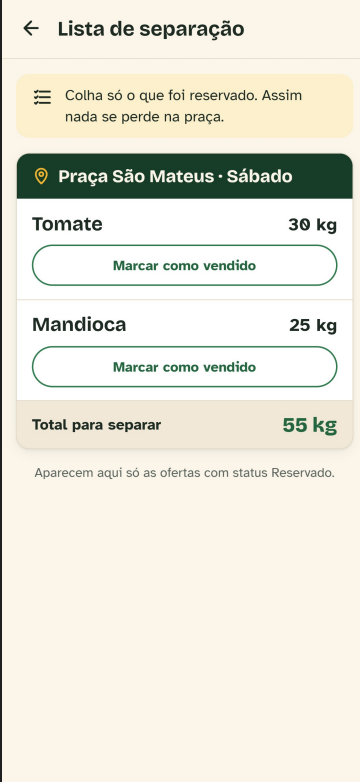 Lista de separação
Colha só o que foi reservado. Assim
nada se perde na praça.
Praça São Mateus · Sábado
Tomate 30 kg
Marcar como vendido
Mandioca 25 kg
Marcar como vendido
Total para separar 55 kg
Aparecem aqui só as ofertas com status Reservado.